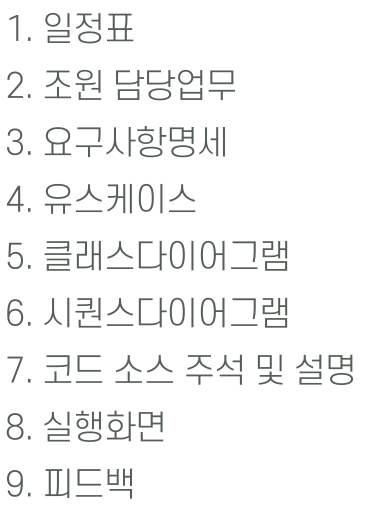 1. 일정표
2. 조원 담당업무
3. 요구사항명세
4. 유스케이스
5. 클래스다이어그램
6. 시퀀스다이어그램
7. 코드 소스 주석 및 설명
8. 실행화면
9. 피드백